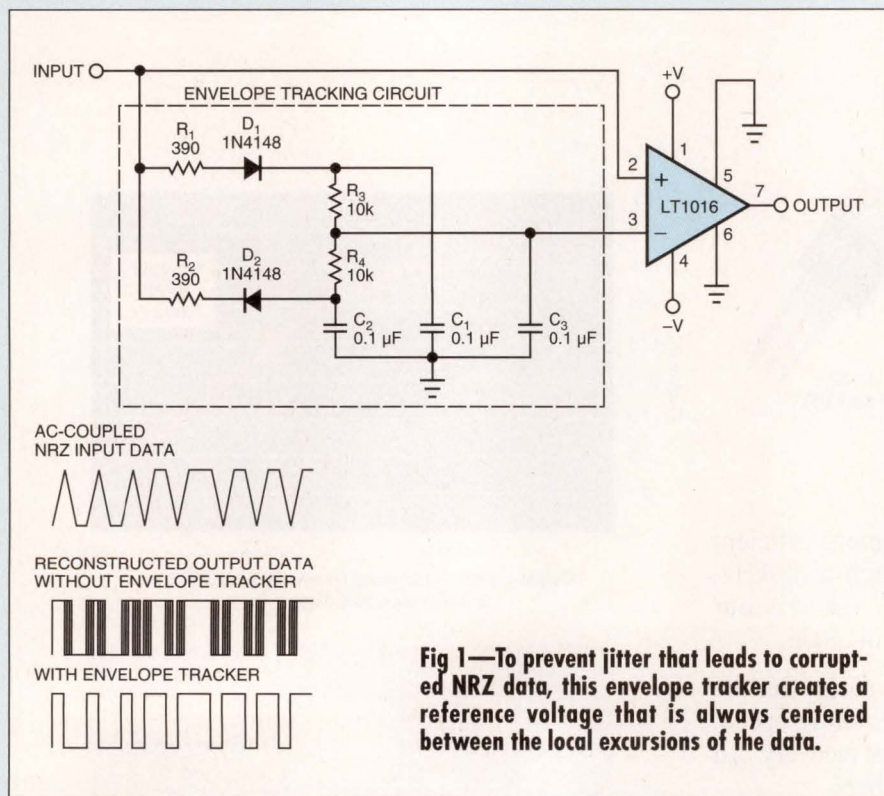 INPUT
ENVELOPE TRACKING CIRCUIT
R1
390
D1
1N4148
R3
10k
R2
390
D2
1N4148
R4
10k
C2
0.1 µF
C1
0.1 µF
C3
0.1 µF
+V
1
2
+
5
LT1016
7
OUTPUT
3
–
6
4
–V
AC-COUPLED
NRZ INPUT DATA
RECONSTRUCTED OUTPUT DATA
WITHOUT ENVELOPE TRACKER
WITH ENVELOPE TRACKER
Fig 1—To prevent jitter that leads to corrupt-
ed NRZ data, this envelope tracker creates a
reference voltage that is always centered
between the local excursions of the data.